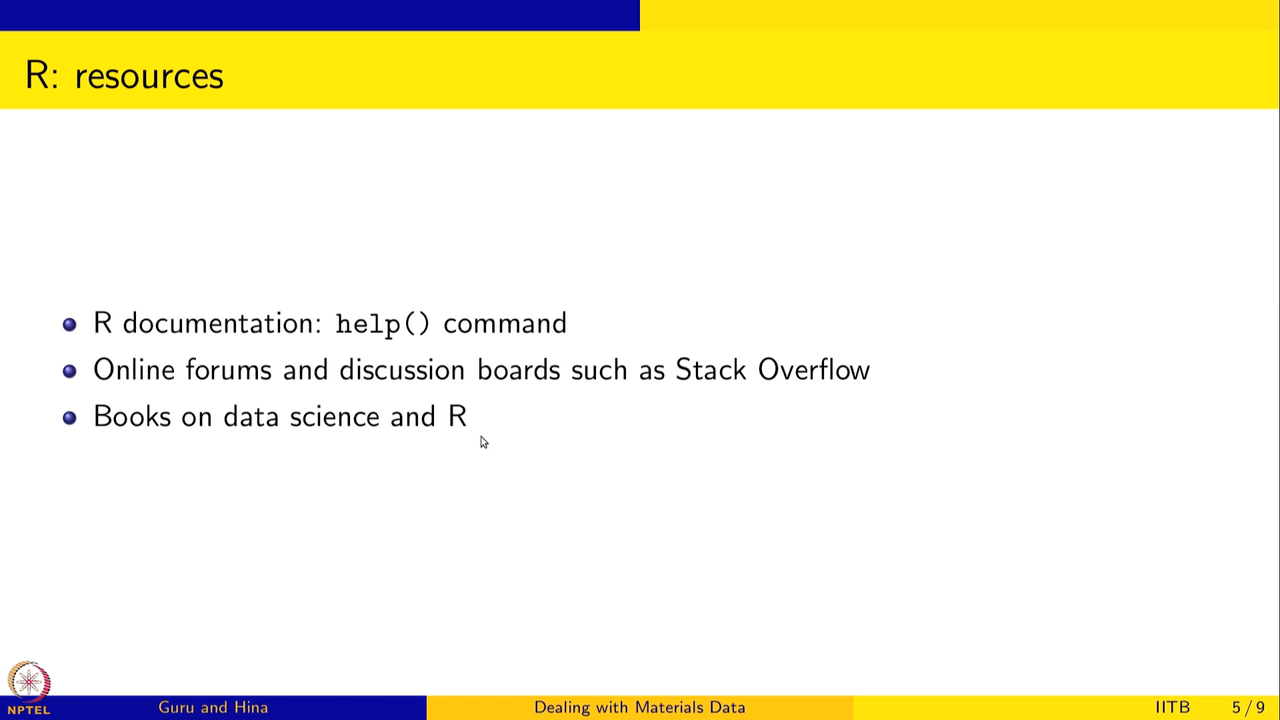 R: resources
R documentation: help() command
Online forums and discussion boards such as Stack Overflow
Books on data science and R
NPTEL
Guru and Hina
Dealing with Materials Data
IITB
5 / 9